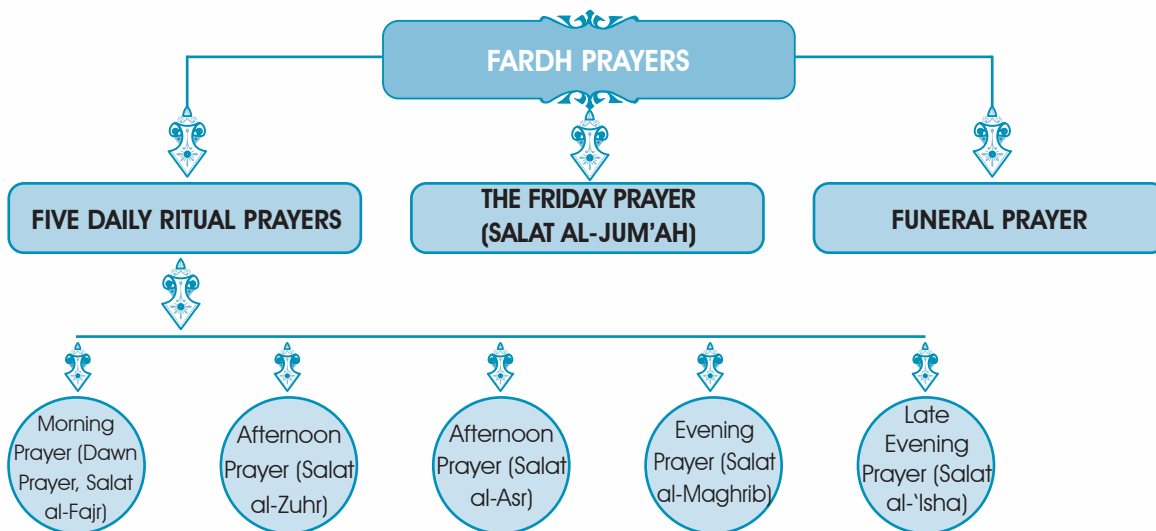 FARDH PRAYERS
FIVE DAILY RITUAL PRAYERS
THE FRIDAY PRAYER
(SALAT AL-JUM’AH)
FUNERAL PRAYER
Morning
Prayer (Dawn
Prayer, Salat
al-Fajr)
Afternoon
Prayer (Salat
al-Zuhr)
Afternoon
Prayer (Salat
al-Asr)
Evening
Prayer (Salat
al-Maghrib)
Late
Evening
Prayer (Salat
al-‘Isha)